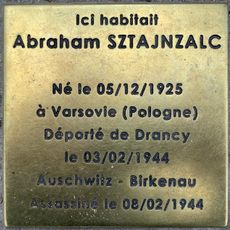 Ici habitait
Abraham SZTAJNZALC
Né le 05/12/1925
à Varsovie (Pologne)
Déporté de Drancy
le 03/02/1944
Auschwitz - Birkenau
Assassiné le 08/02/1944